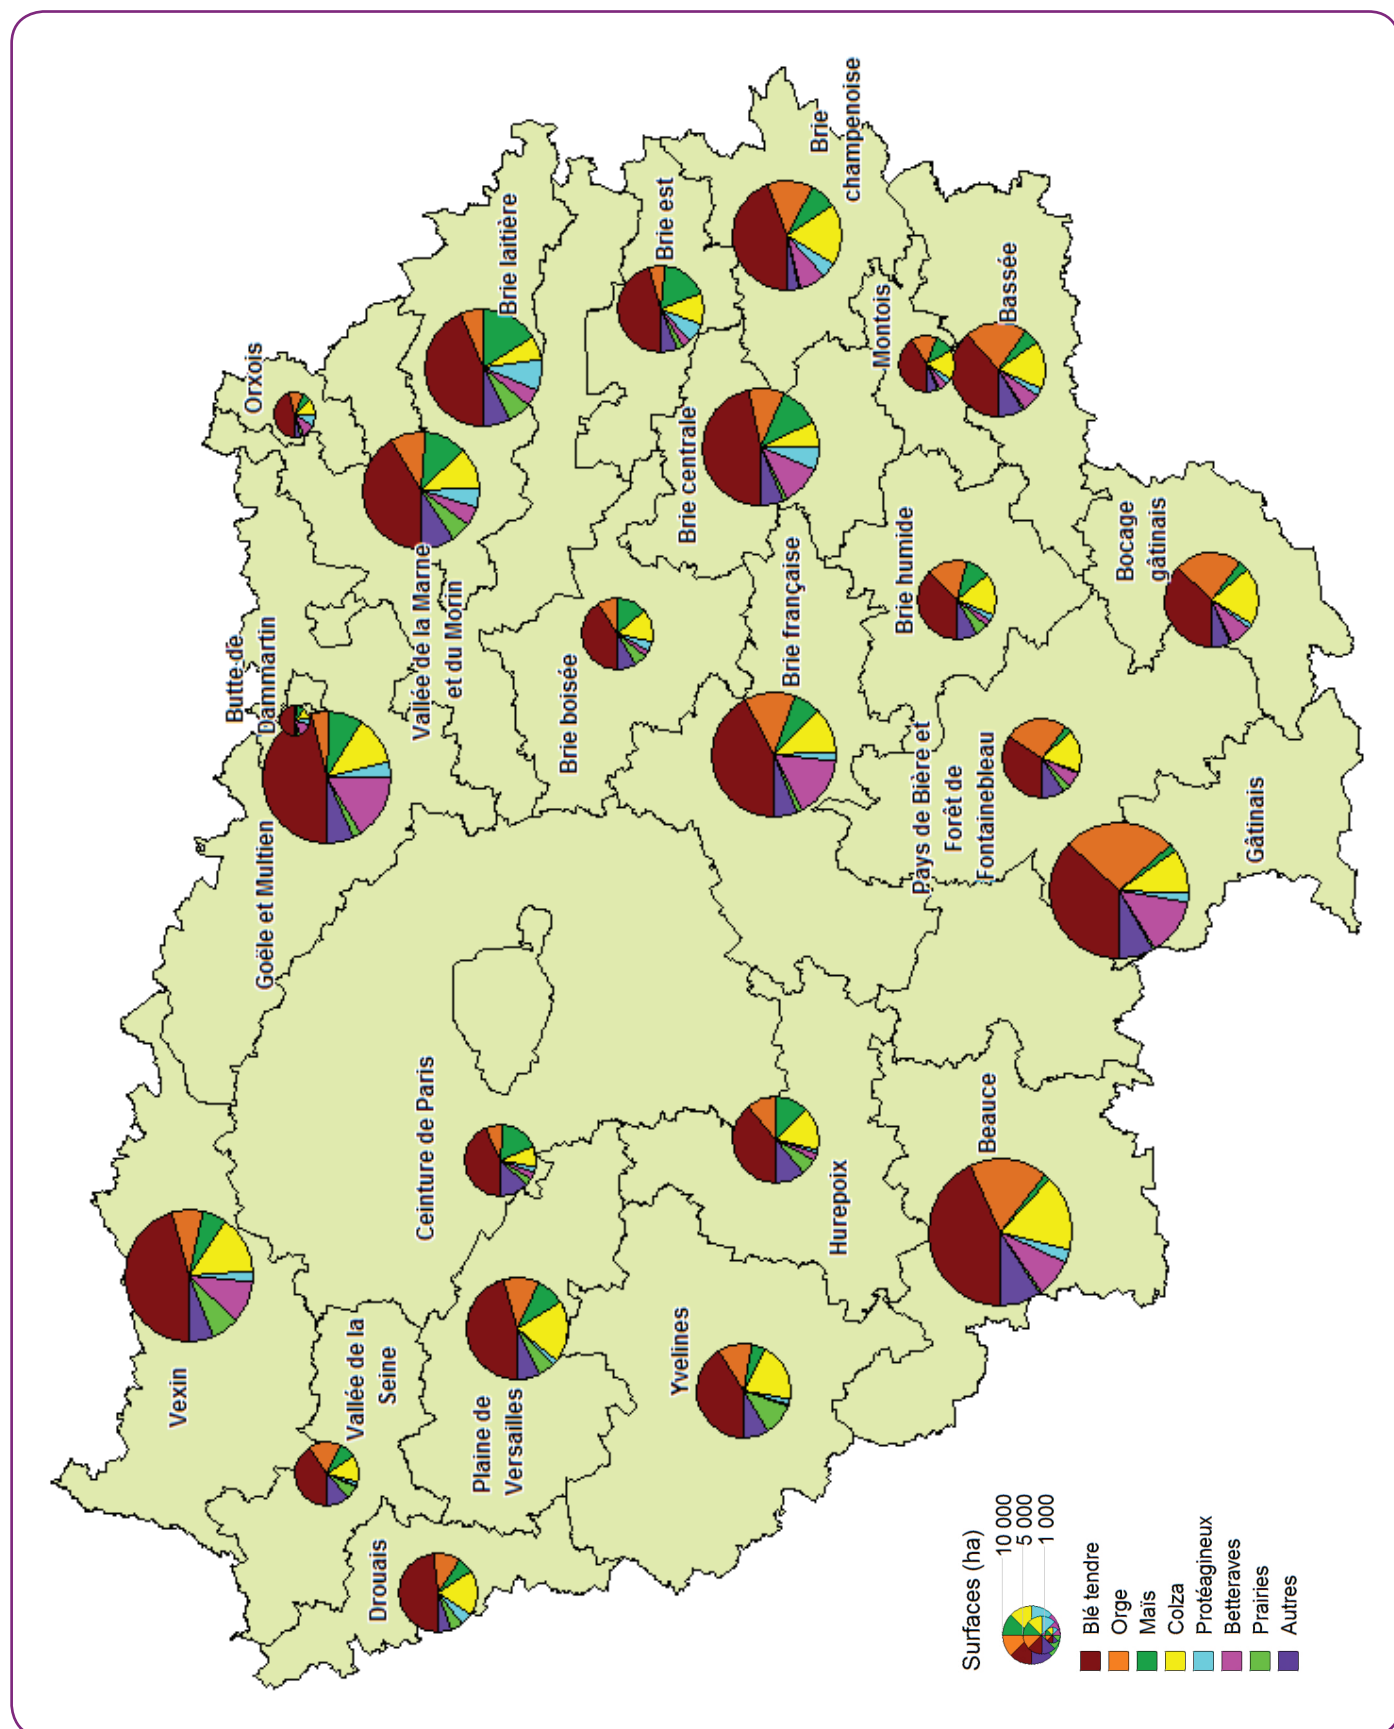 Vexin
Goële et Multien
Butte de
Dammartin
Orxois
Vallée de la
Seine
Drouais
Ceinture de Paris
Vallée de la Marne
et du Morin
Brie laitière
Plaine de
Versailles
Brie boisée
Brie est
Yvelines
Brie centrale
Brie française
Brie
champenoise
Hurepoix
Brie humide
Montois
Bassée
Pays de Bière et
Forêt de
Fontainebleau
Beauce
Bocage
gâtinais
Gâtinais
Surfaces (ha)
10 000
5 000
1 000
Blé tendre
Orge
Maïs
Colza
Protéagineux
Betteraves
Prairies
Autres